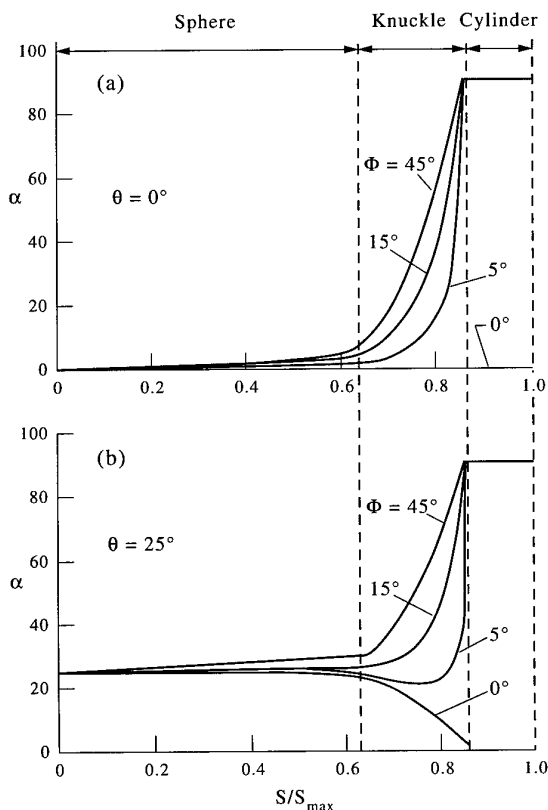 Sphere Knuckle Cylinder
100
(a)
80
Φ = 45°
60
α
θ = 0°
15°
40
5°
20
0°
0
0 0.2 0.4 0.6 0.8 1.0
100
(b)
80
Φ = 45°
60
θ = 25°
α
15°
40
5°
20
0°
0
0 0.2 0.4 0.6 0.8 1.0
S/Smax